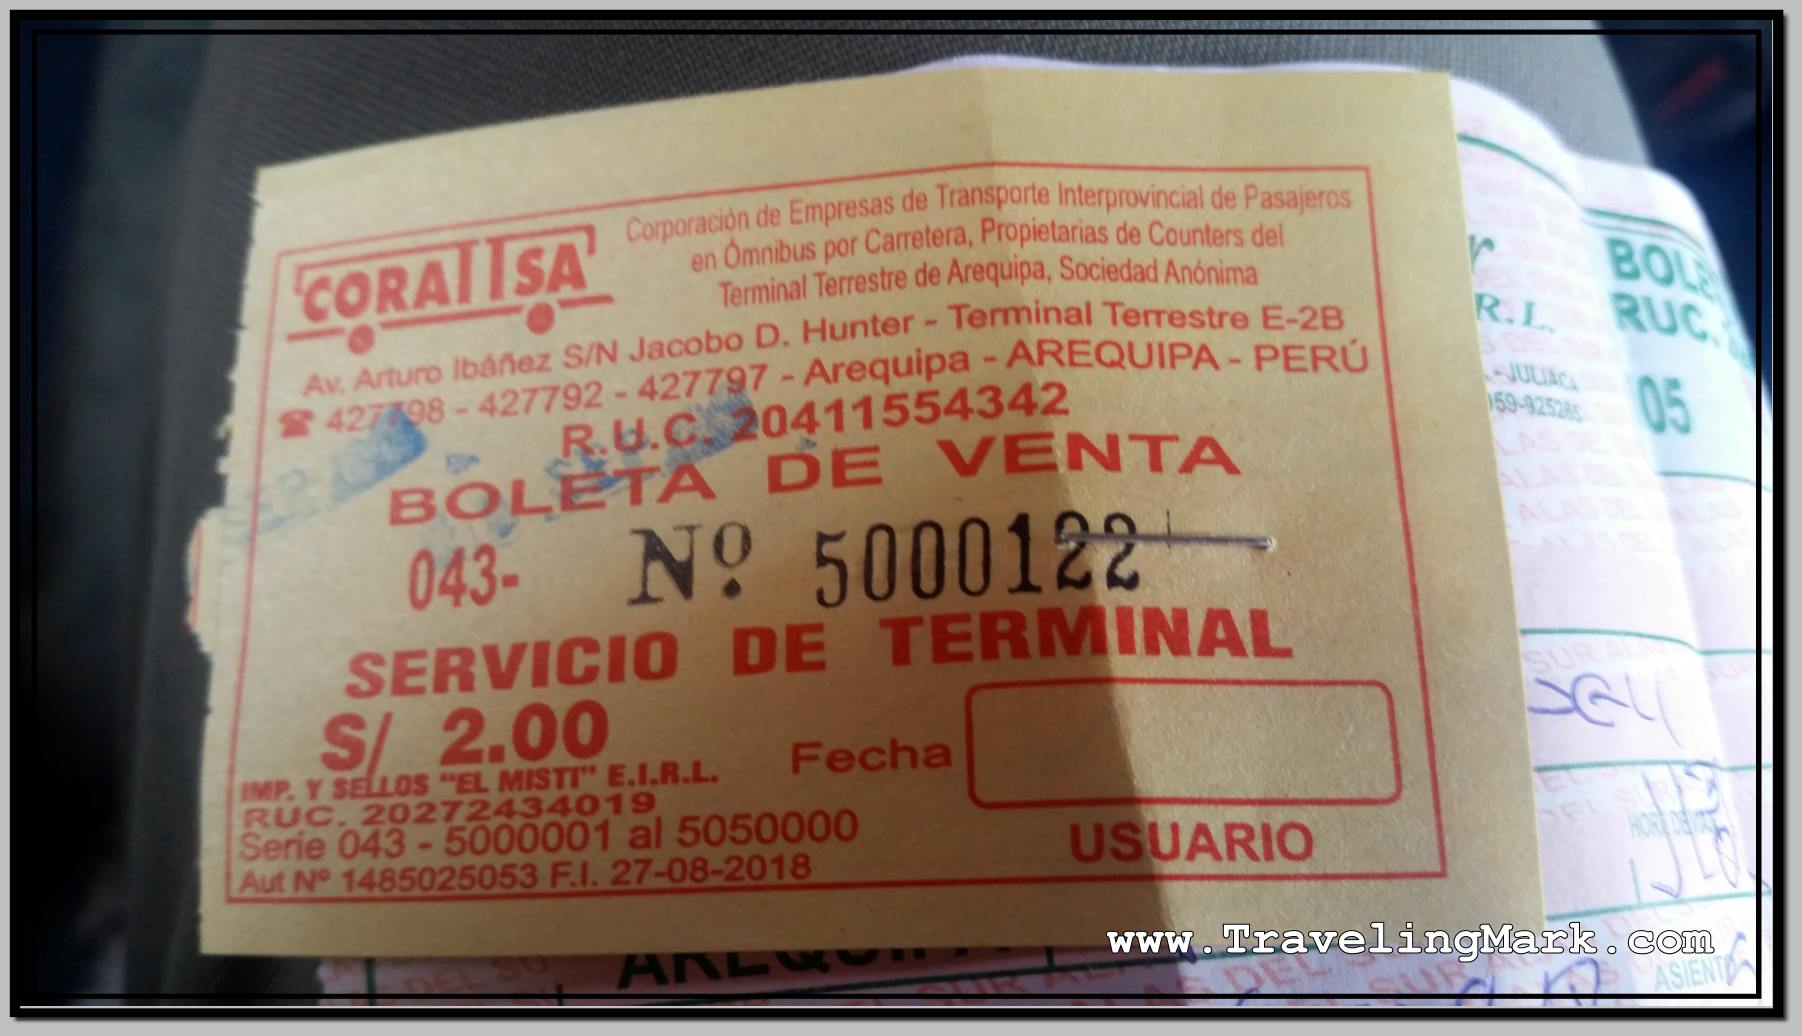 CORATTSA
Corporación de Empresas de Transporte Interprovincial de Pasajeros
en Ómnibus por Carretera, Propietarias de Counters del
Terminal Terrestre de Arequipa, Sociedad Anónima
Av. Arturo Ibáñez S/N Jacobo D. Hunter - Terminal Terrestre E-2B
☎ 427798 - 427792 - 427797 - Arequipa - AREQUIPA - PERÚ
R.U.C. 20411554342
BOLETA DE VENTA
043- Nº 5000122
SERVICIO DE TERMINAL
S/ 2.00
Fecha
IMP. Y SELLOS "EL MISTI" E.I.R.L.
RUC. 20272434019
Serie 043 - 5000001 al 5050000
Aut Nº 1485025053 F.I. 27-08-2018
USUARIO
R.L.
JULIACA
959-925285
RUC.
05
AREQUIPA
www.TravelingMark.com